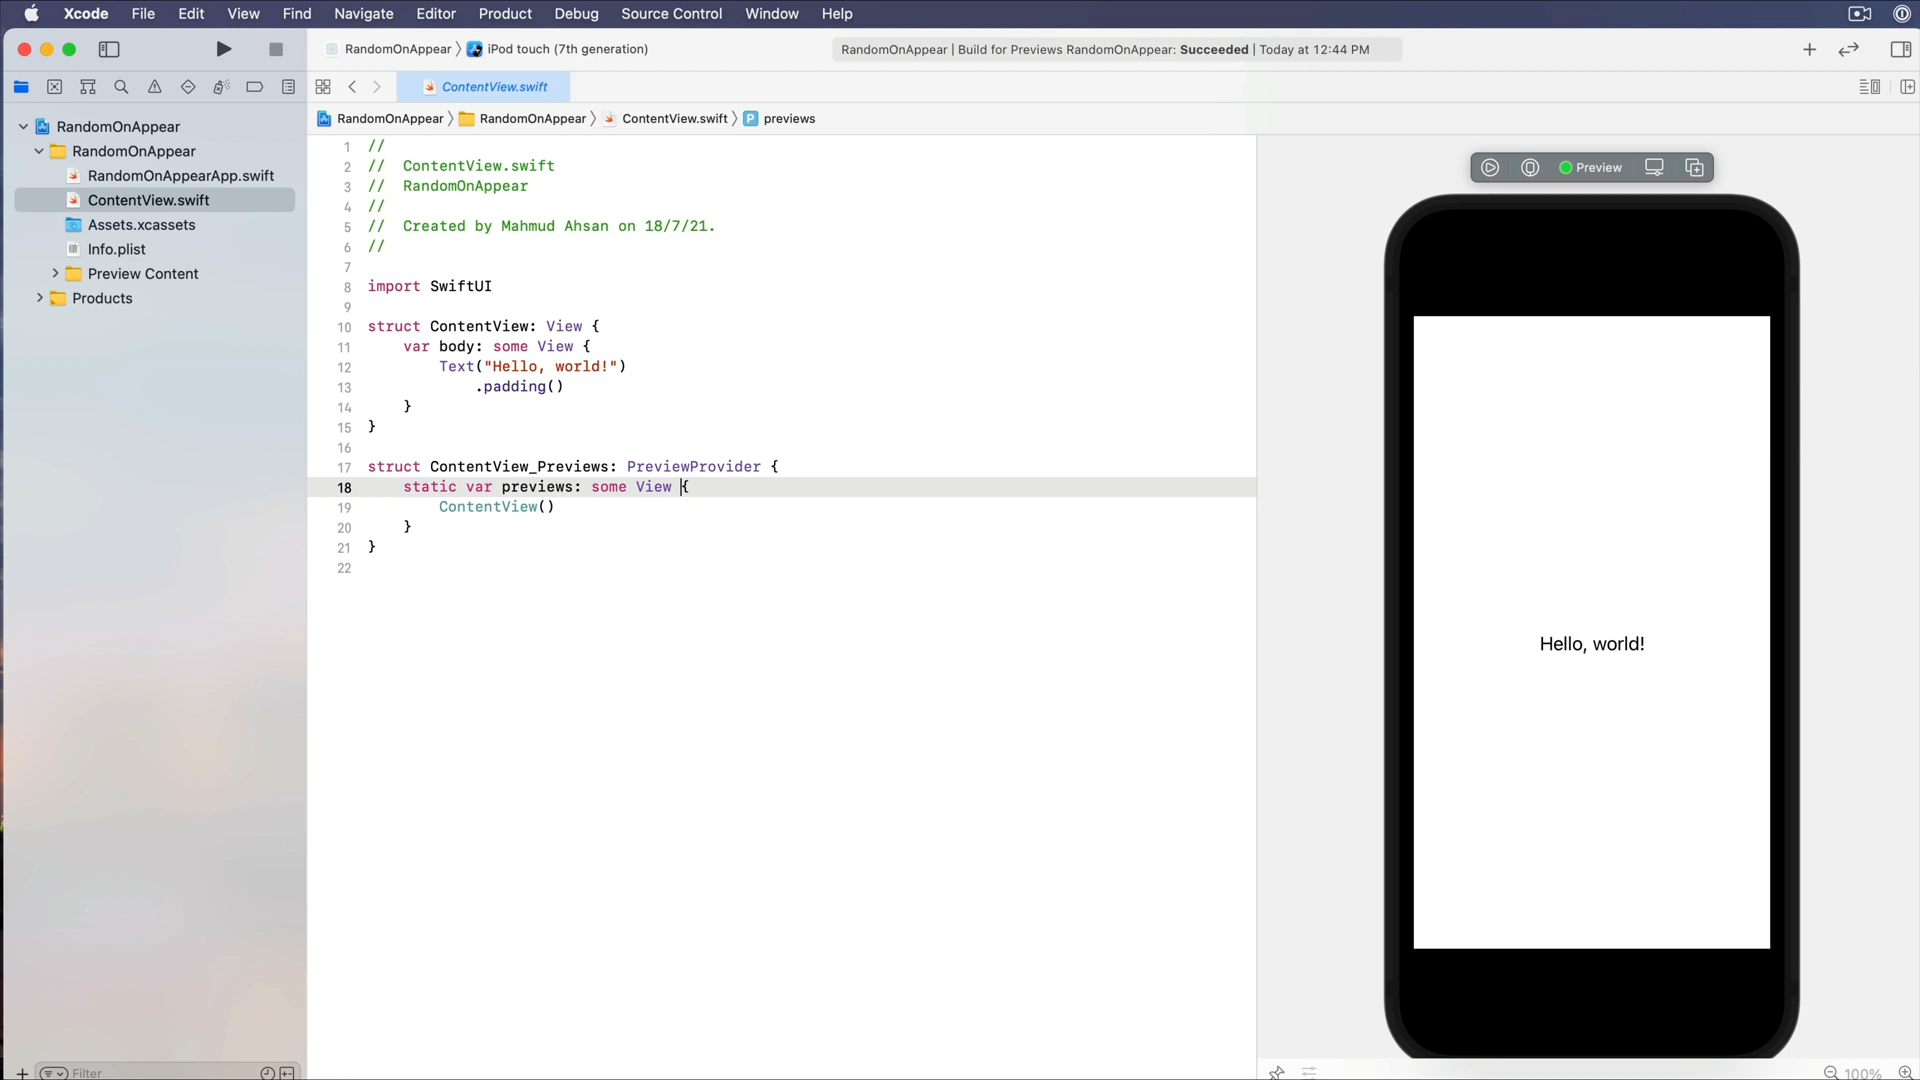 Xcode File Edit View Find Navigate Editor Product Debug Source Control Window Help
RandomOnAppear iPod touch (7th generation)
RandomOnAppear | Build for Previews RandomOnAppear: Succeeded | Today at 12:44 PM
ContentView.swift
RandomOnAppear RandomOnAppear ContentView.swift P previews
RandomOnAppear
RandomOnAppear
RandomOnAppearApp.swift
ContentView.swift
Assets.xcassets
Info.plist
Preview Content
Products
Filter
1 //
2 //  ContentView.swift
3 //  RandomOnAppear
4 //
5 //  Created by Mahmud Ahsan on 18/7/21.
6 //
7
8 import SwiftUI
9
10 struct ContentView: View {
11     var body: some View {
12         Text("Hello, world!")
13             .padding()
14     }
15 }
16
17 struct ContentView_Previews: PreviewProvider {
18     static var previews: some View {
19         ContentView()
20     }
21 }
22
Preview
Hello, world!
100%